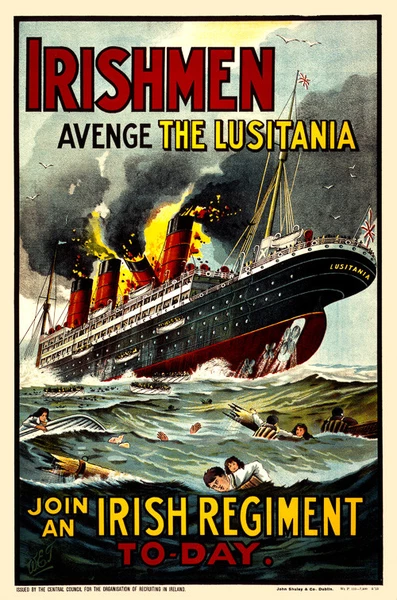 IRISHMEN
AVENGE THE LUSITANIA
LUSITANIA
JOIN AN IRISH REGIMENT
TO-DAY.
ISSUED BY THE CENTRAL COUNCIL FOR THE ORGANISATION OF RECRUITING IN IRELAND.
John Shuley & Co. Dublin.